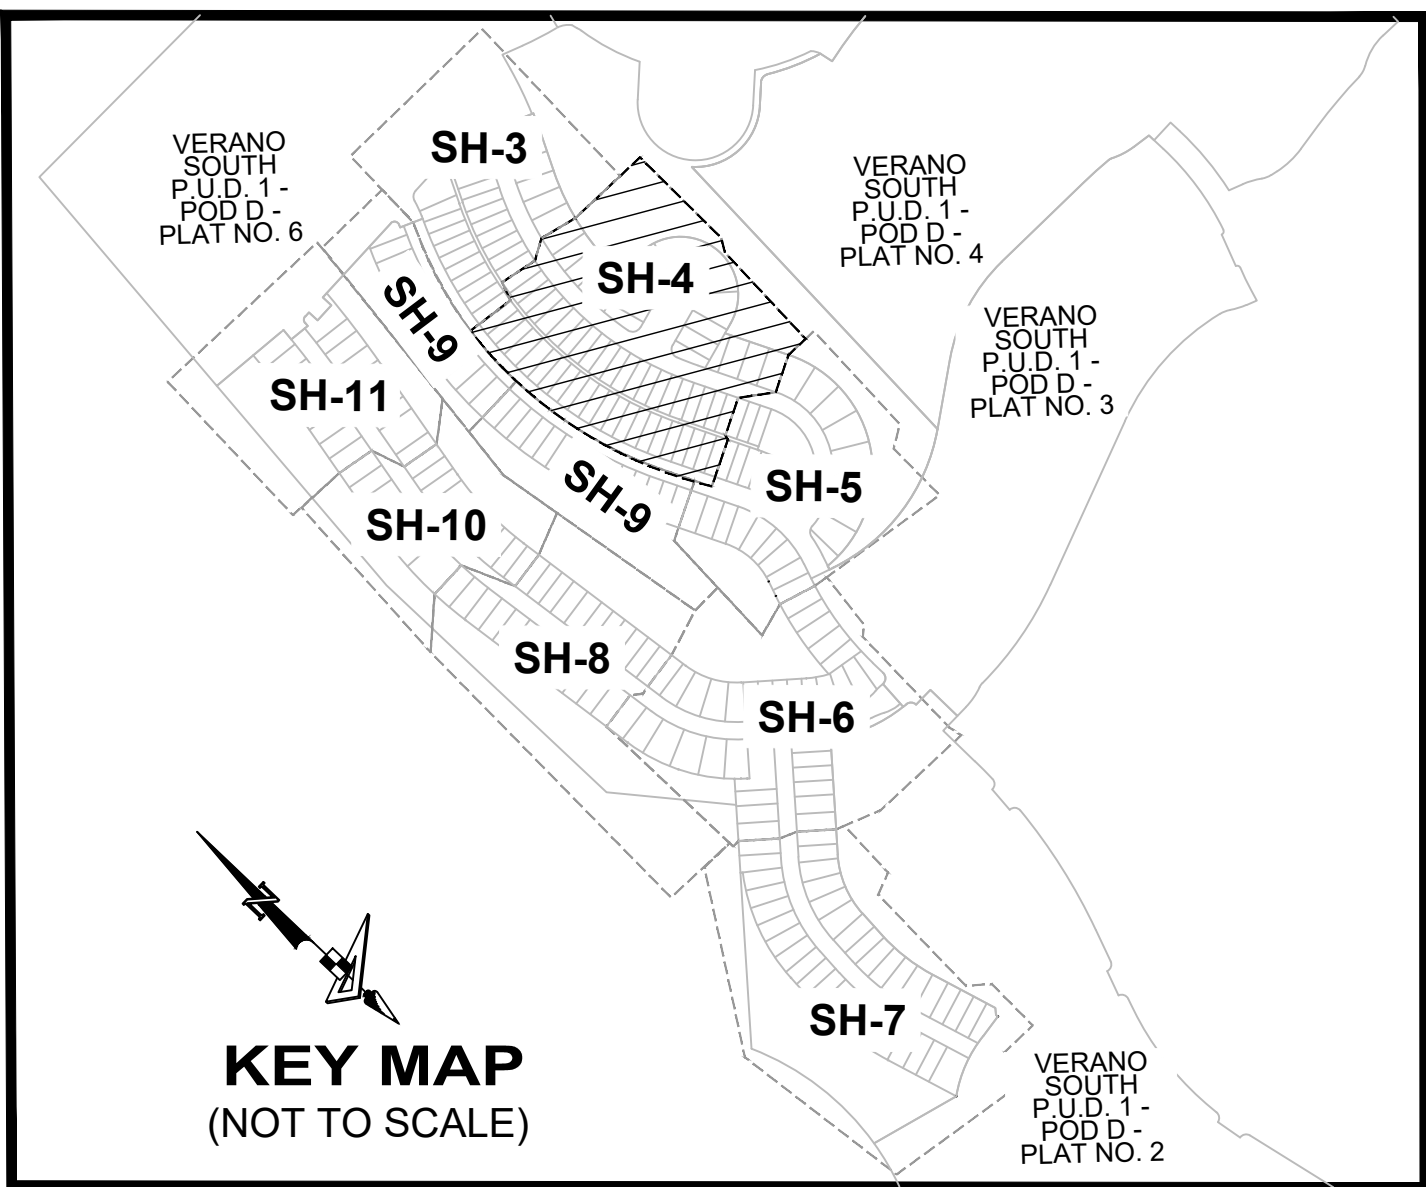 SH-3
VERANO
SOUTH
P.U.D. 1 -
POD D -
PLAT NO. 6
VERANO
SOUTH
P.U.D. 1 -
POD D -
PLAT NO. 4
SH-4
SH-9
VERANO
SOUTH
P.U.D. 1 -
POD D -
PLAT NO. 3
SH-11
SH-9
SH-5
SH-10
SH-8
SH-6
N
SH-7
KEY MAP
(NOT TO SCALE)
VERANO
SOUTH
P.U.D. 1 -
POD D -
PLAT NO. 2